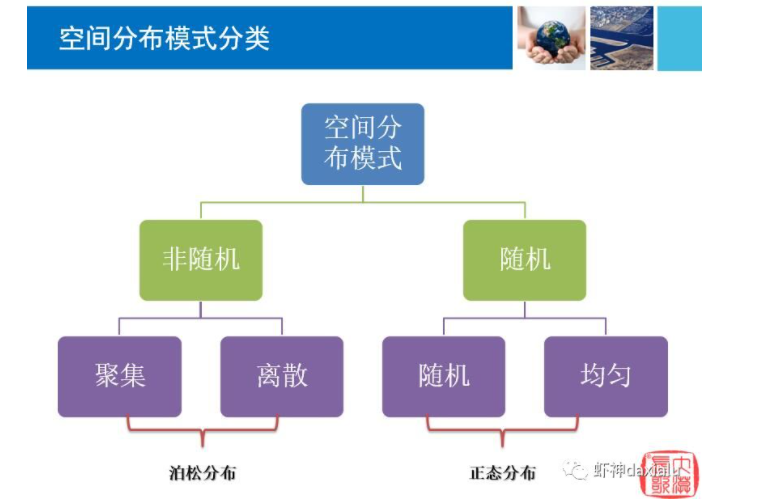 空间分布模式分类
空间分
布模式
非随机
随机
聚集
离散
随机
均匀
泊松分布
正态分布
虾神daxialu